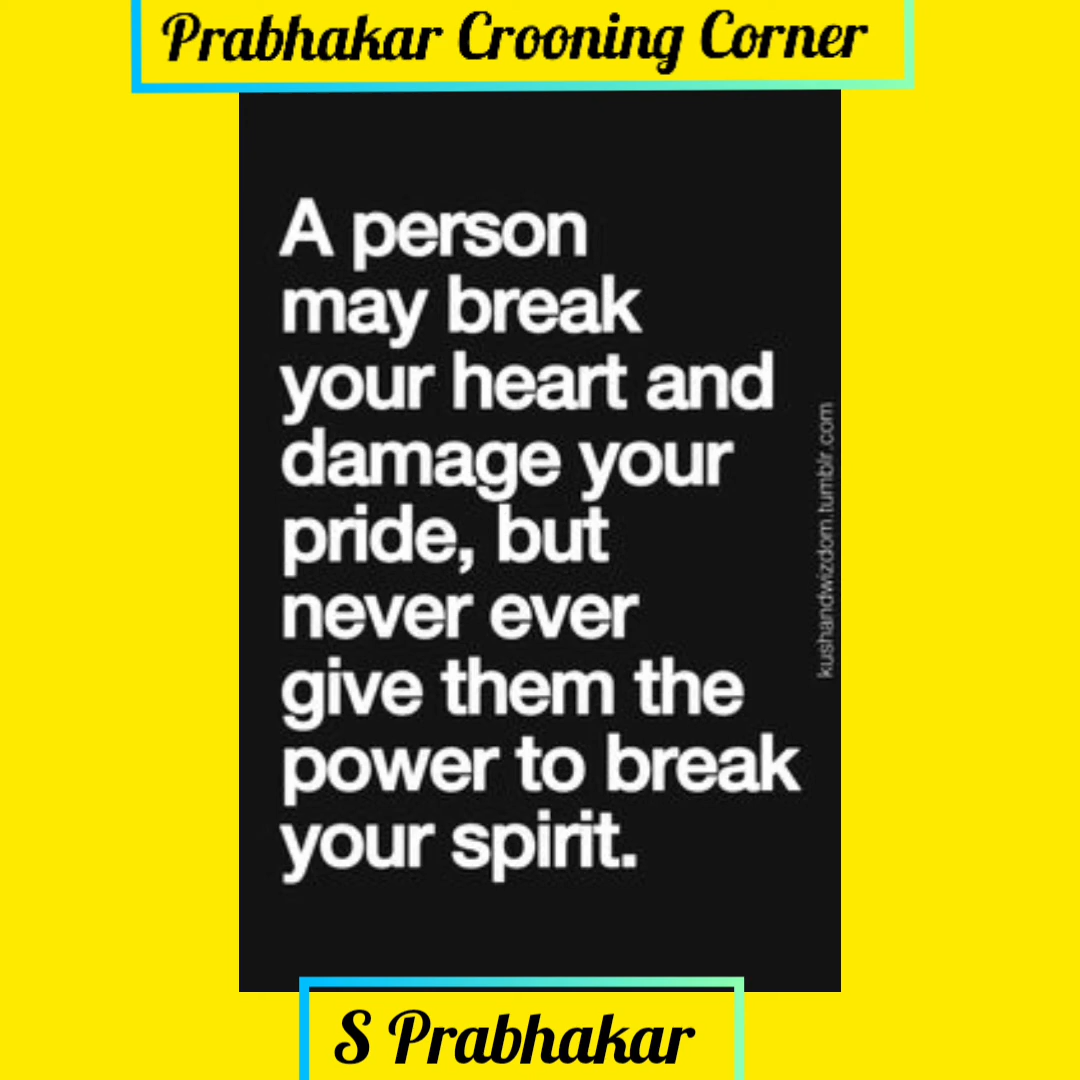 Prabhakar Crooning Corner
A person
may break
your heart and
damage your
pride, but
never ever
give them the
power to break
your spirit.
kushandwizdom.tumblr.com
S Prabhakar